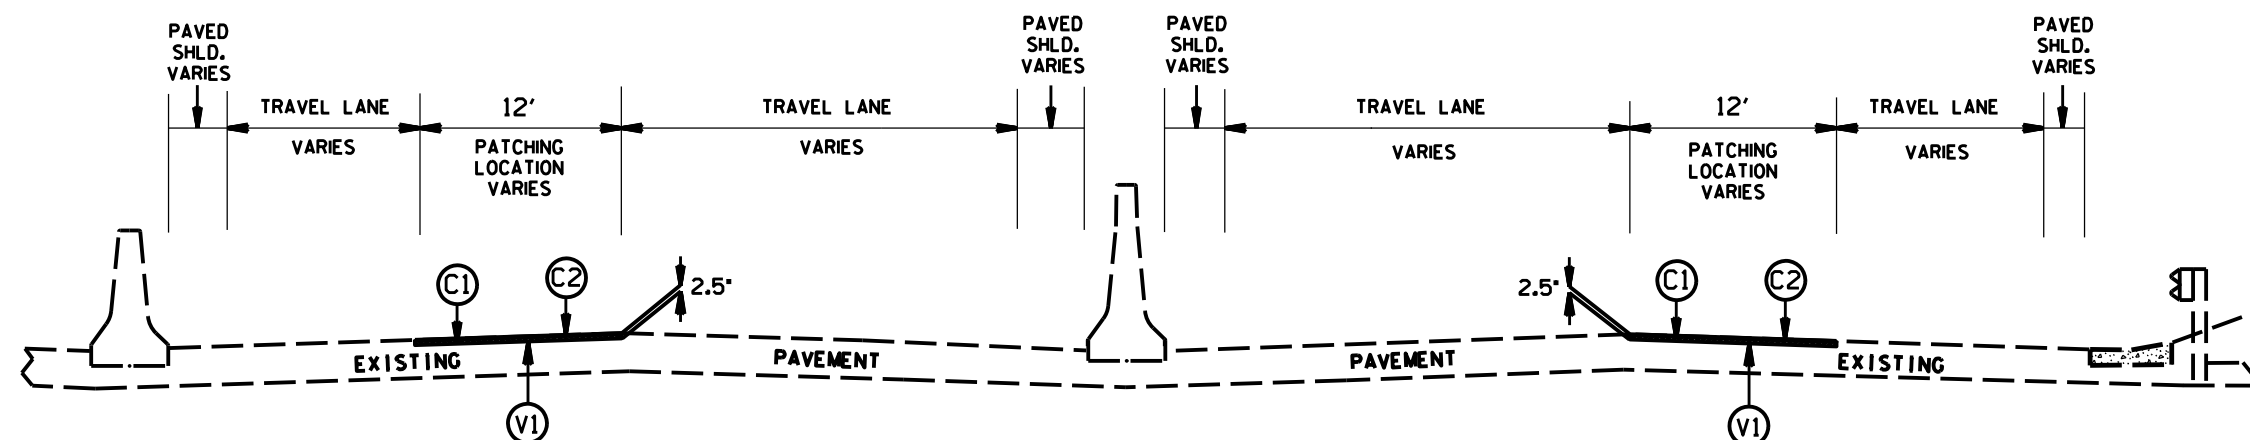 PAVED
SHLD.
VARIES
PAVED
SHLD.
VARIES
PAVED
SHLD.
VARIES
PAVED
SHLD.
VARIES
TRAVEL LANE
VARIES
12'
PATCHING
LOCATION
VARIES
TRAVEL LANE
VARIES
TRAVEL LANE
VARIES
12'
PATCHING
LOCATION
VARIES
TRAVEL LANE
VARIES
C1
C2
2.5"
2.5"
C1
C2
EXISTING
PAVEMENT
PAVEMENT
EXISTING
V1
V1